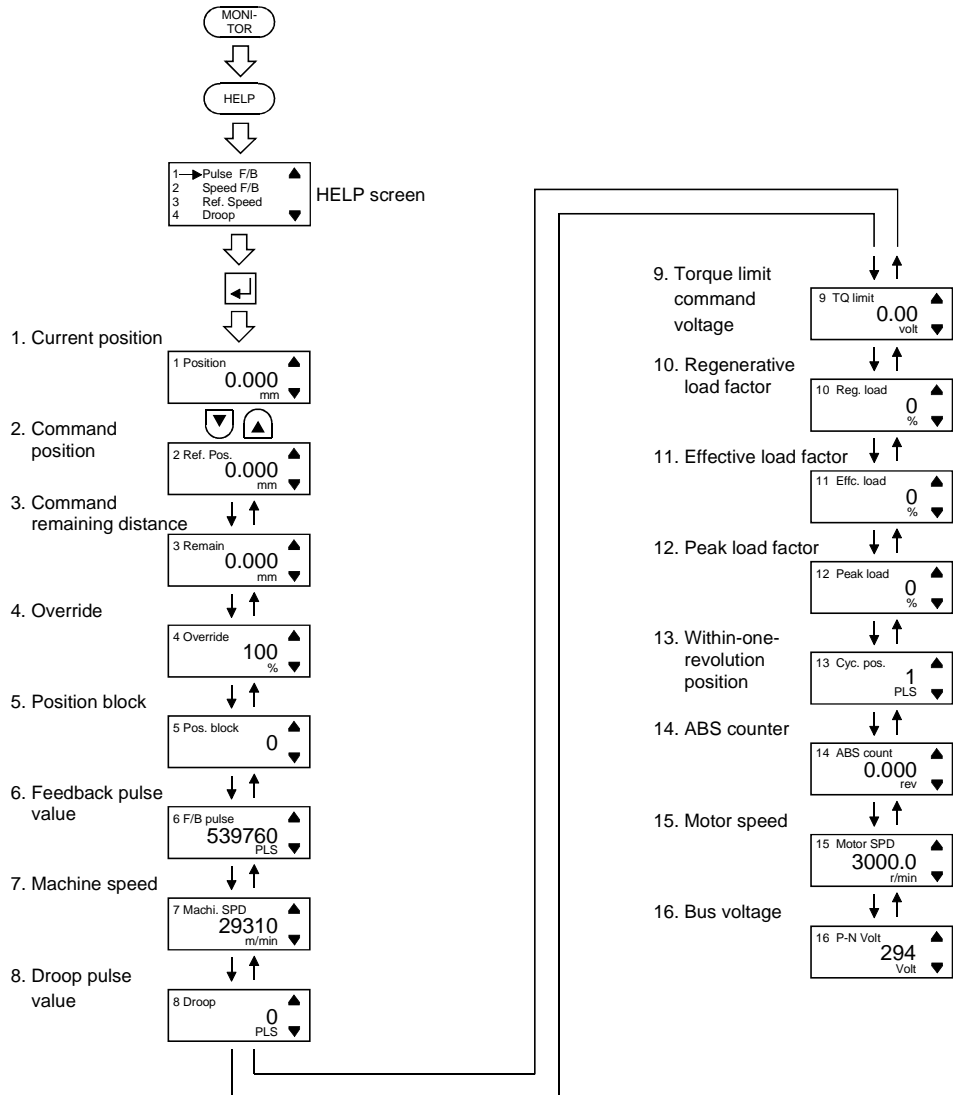 MONI-
TOR
HELP
1 Pulse F/B
2 Speed F/B
3 Ref. Speed
4 Droop
HELP screen
1. Current position
1 Position
0.000
mm
2. Command
position
2 Ref. Pos.
0.000
mm
3. Command
remaining distance
3 Remain
0.000
mm
4. Override
4 Override
100
%
5. Position block
5 Pos. block
0
6. Feedback pulse
value
6 F/B pulse
539760
PLS
7. Machine speed
7 Machi. SPD
29310
m/min
8. Droop pulse
value
8 Droop
0
PLS
9. Torque limit
command
voltage
9 TQ limit
0.00
volt
10. Regenerative
load factor
10 Reg. load
0
%
11. Effective load factor
11 Effc. load
0
%
12. Peak load factor
12 Peak load
0
%
13. Within-one-
revolution
position
13 Cyc. pos.
1
PLS
14. ABS counter
14 ABS count
0.000
rev
15. Motor speed
15 Motor SPD
3000.0
r/min
16. Bus voltage
16 P-N Volt
294
Volt